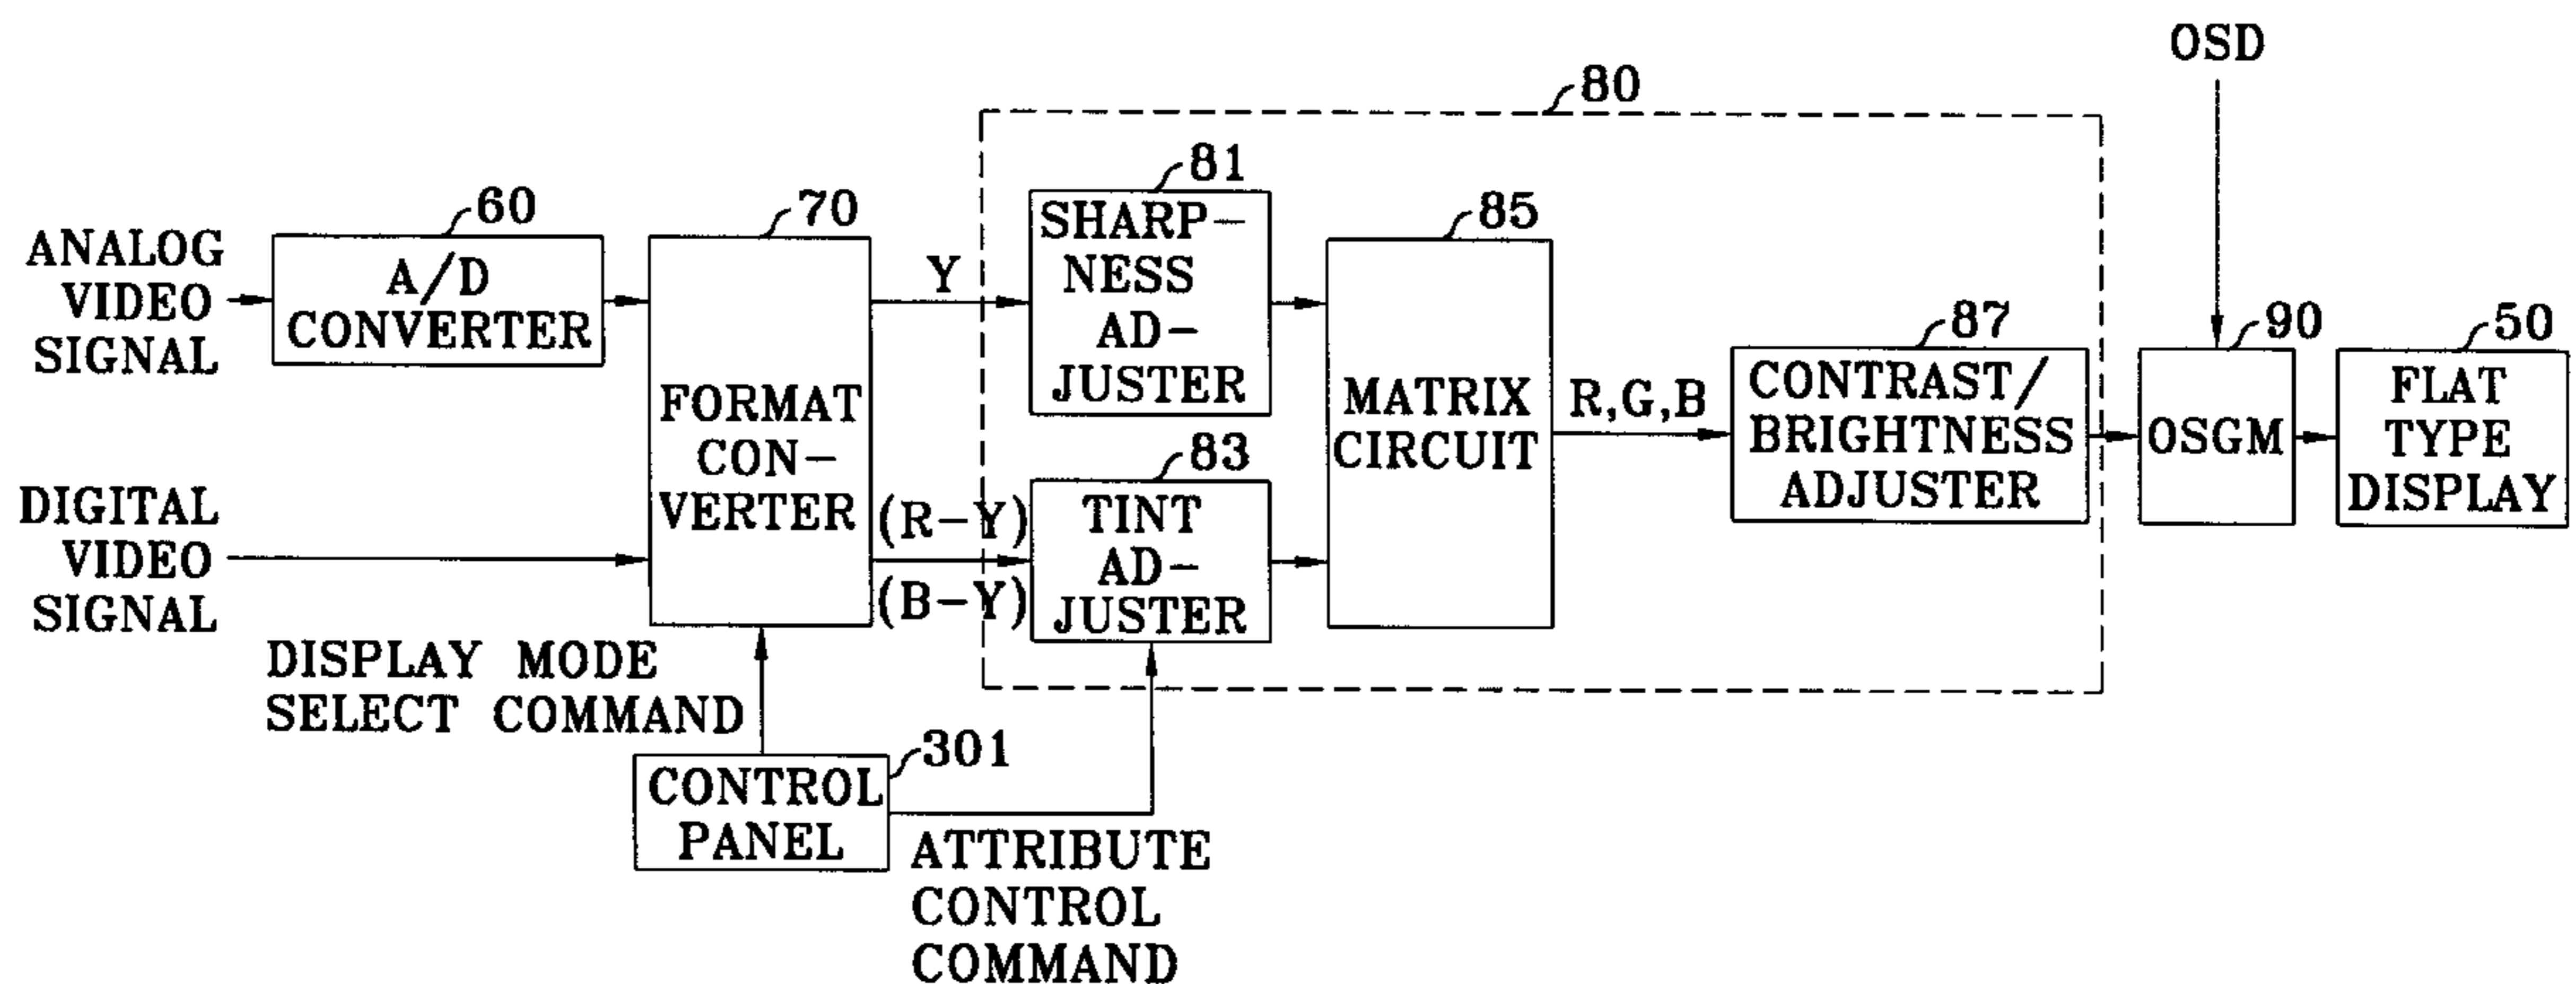 OSD
80
81
60
70
85
ANALOG
VIDEO
SIGNAL
A/D
CONVERTER
Y
SHARP-
NESS
AD-
JUSTER
87
90
50
FORMAT
CON-
VERTER
MATRIX
CIRCUIT
R,G,B
CONTRAST/
BRIGHTNESS
ADJUSTER
OSGM
FLAT
TYPE
DISPLAY
83
DIGITAL
VIDEO
SIGNAL
(R-Y)
(B-Y)
TINT
AD-
JUSTER
DISPLAY MODE
SELECT COMMAND
301
CONTROL
PANEL
ATTRIBUTE
CONTROL
COMMAND